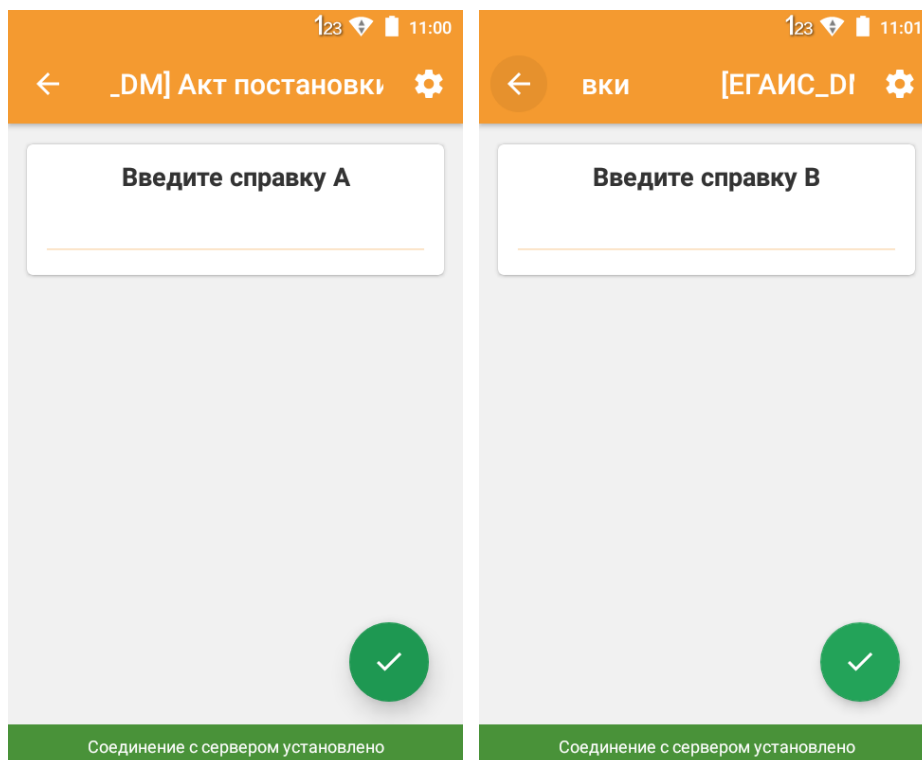 123 11:00
_DM] Акт постановки
Введите справку А
Соединение с сервером установлено
123 11:01
вки [ЕГАИС_DM
Введите справку В
Соединение с сервером установлено